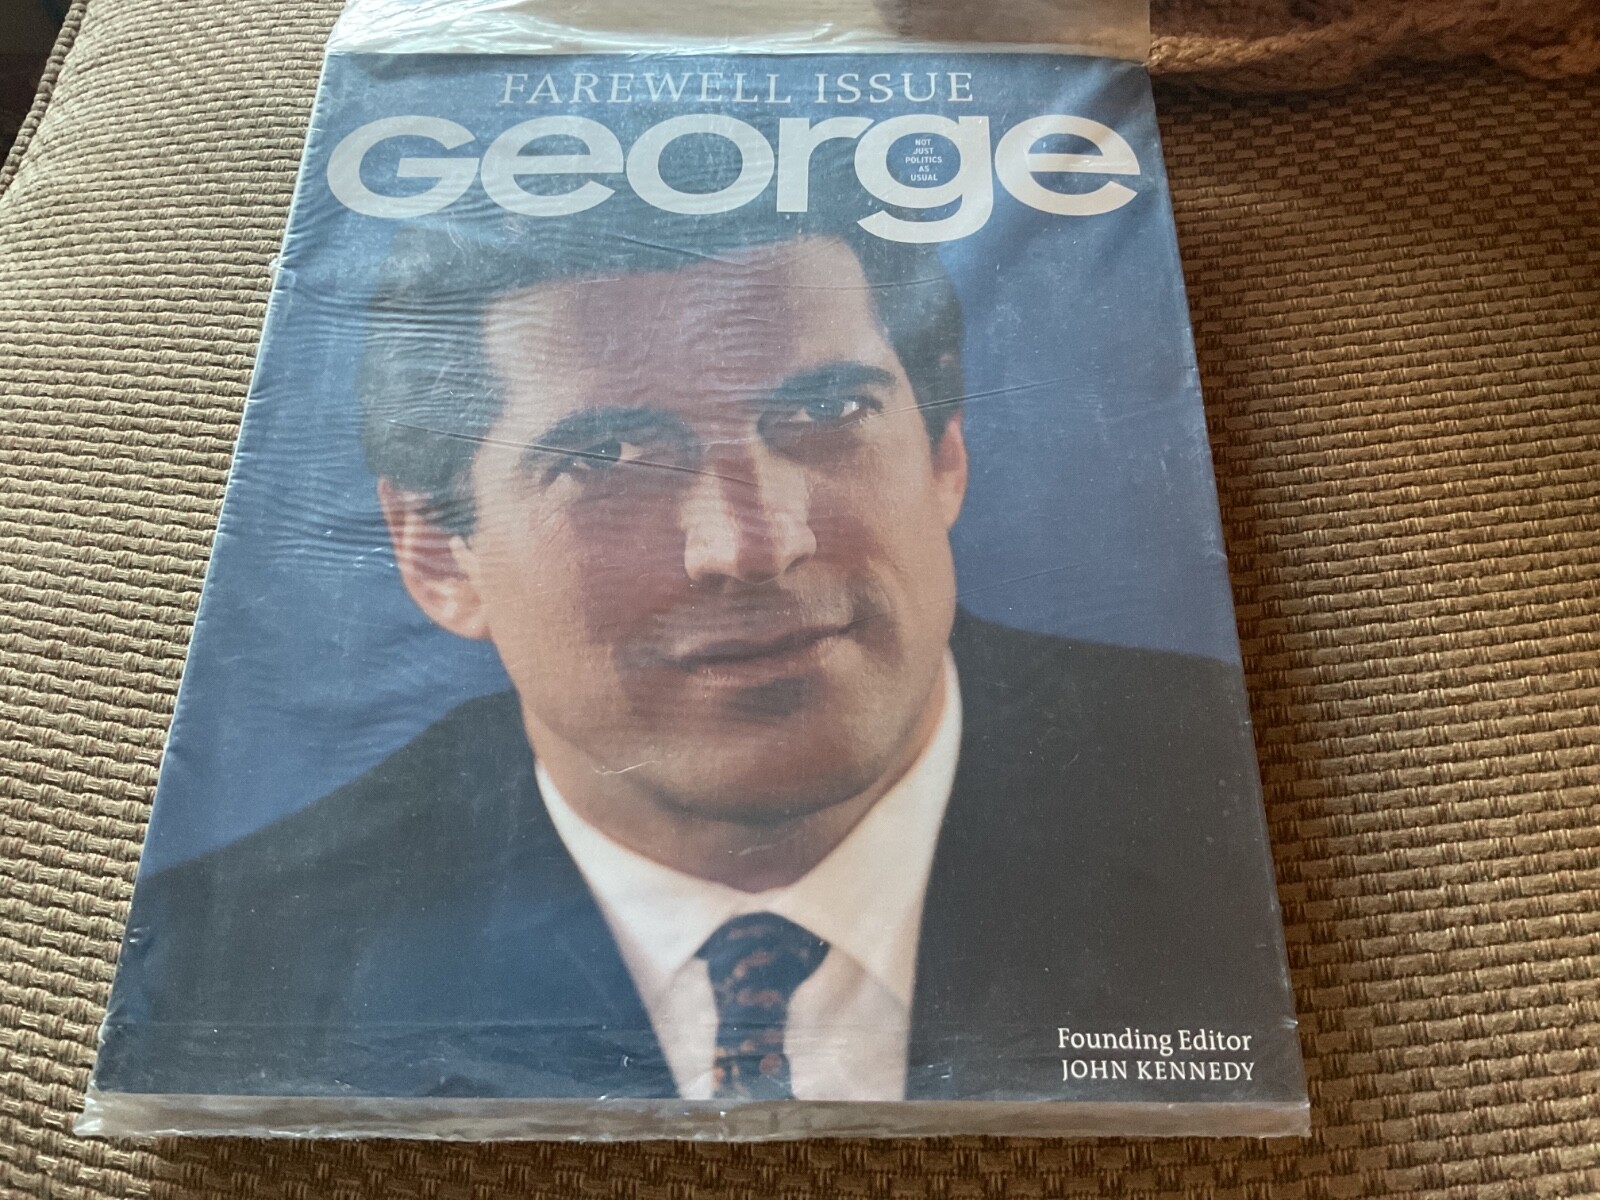 FAREWELL ISSUE
George
NOT
JUST
POLITICS
AS
USUAL
Founding Editor
JOHN KENNEDY